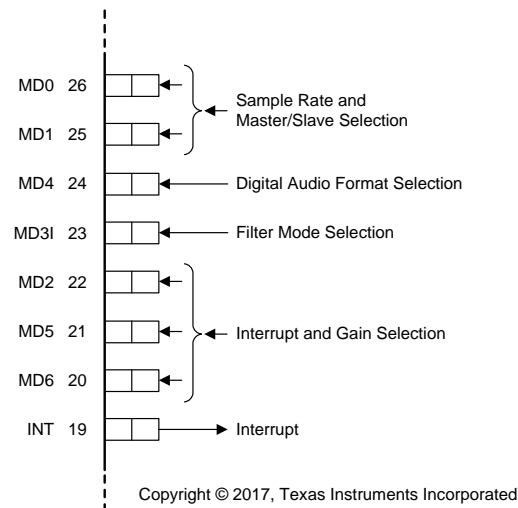 MD0 26
MD1 25
Sample Rate and
Master/Slave Selection
MD4 24 Digital Audio Format Selection
MD3I 23 Filter Mode Selection
MD2 22
MD5 21 Interrupt and Gain Selection
MD6 20
INT 19 Interrupt
Copyright © 2017, Texas Instruments Incorporated